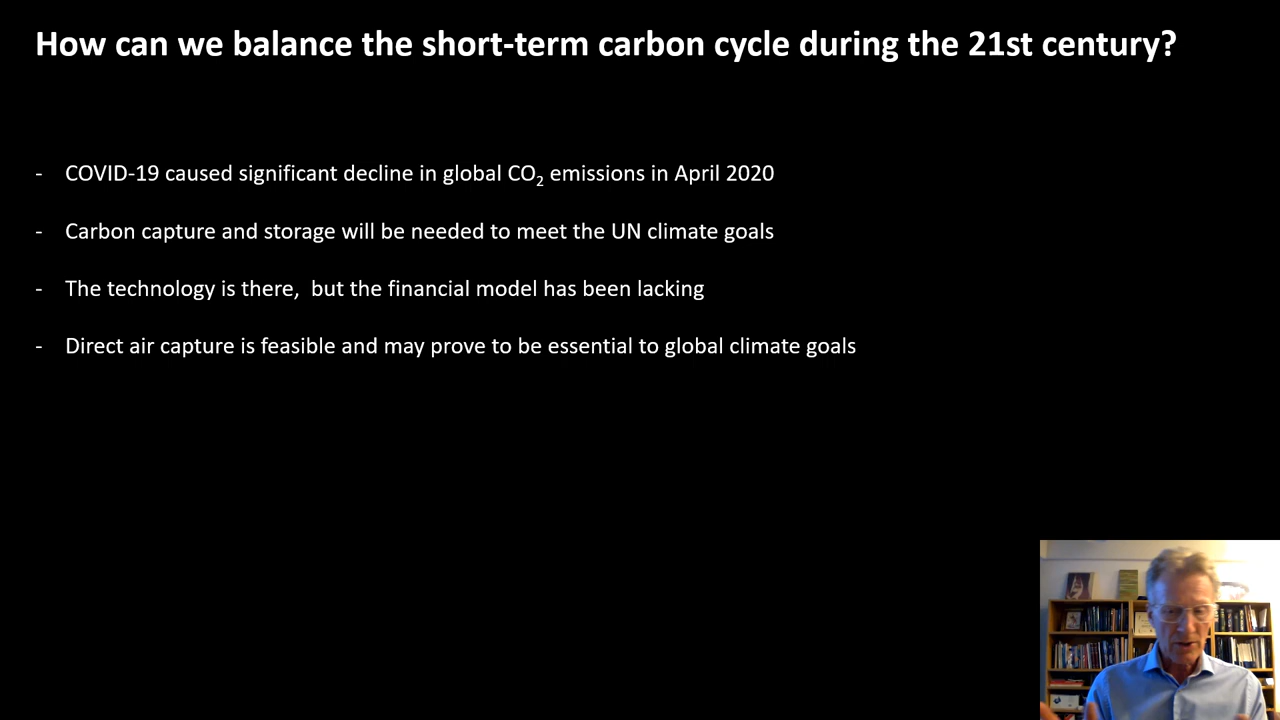 How can we balance the short-term carbon cycle during the 21st century?
- COVID-19 caused significant decline in global CO₂ emissions in April 2020
- Carbon capture and storage will be needed to meet the UN climate goals
- The technology is there,  but the financial model has been lacking
- Direct air capture is feasible and may prove to be essential to global climate goals